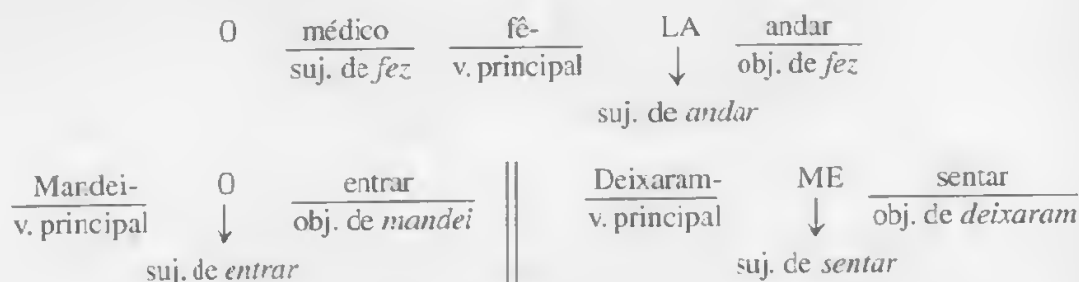 O médico fê- LA andar
suj. de fez v. principal ↓ obj. de fez
suj. de andar
Mandei- O entrar Deixaram- ME sentar
v. principal ↓ obj. de mandei v. principal ↓ obj. de deixaram
suj. de entrar suj. de sentar